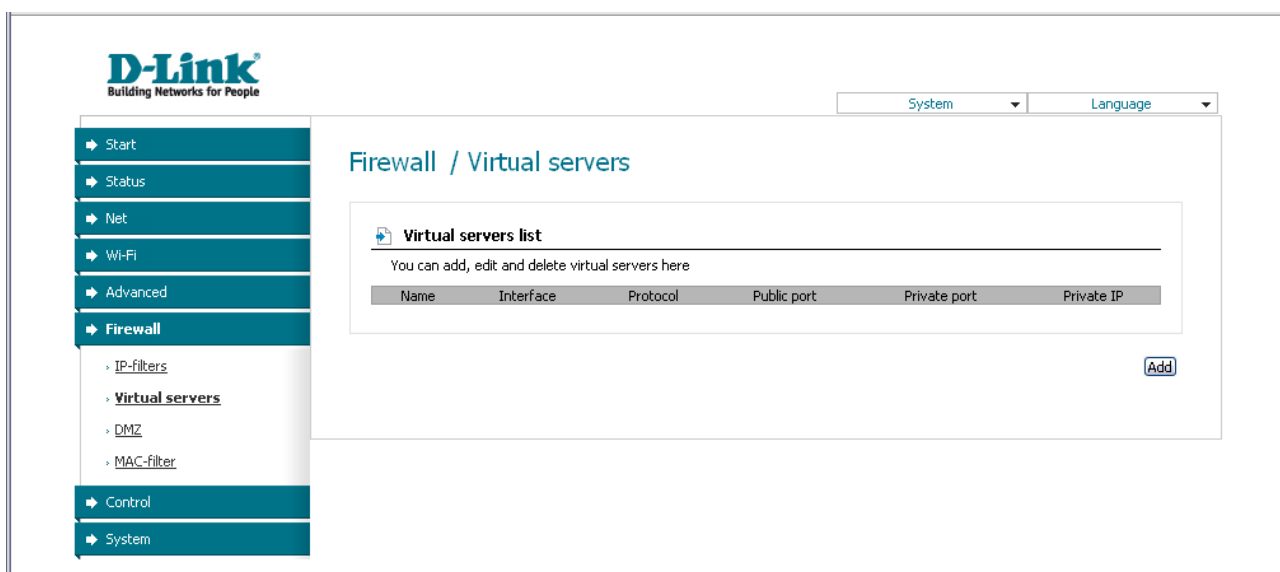 D-Link
Building Networks for People
System
Language
Start
Status
Net
Wi-Fi
Advanced
Firewall
IP-filters
Virtual servers
DMZ
MAC-filter
Control
System
Firewall / Virtual servers
Virtual servers list
You can add, edit and delete virtual servers here
Name Interface Protocol Public port Private port Private IP
Add